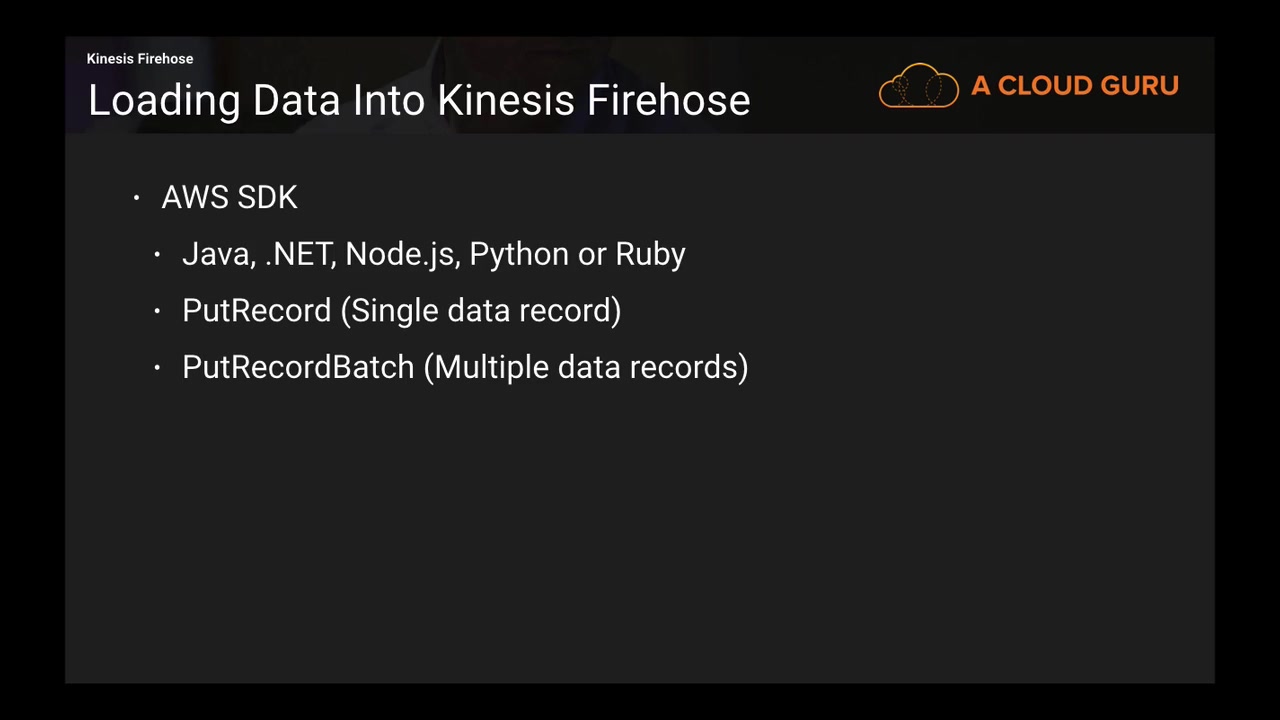 Kinesis Firehose
Loading Data Into Kinesis Firehose
A CLOUD GURU
• AWS SDK
• Java, .NET, Node.js, Python or Ruby
• PutRecord (Single data record)
• PutRecordBatch (Multiple data records)